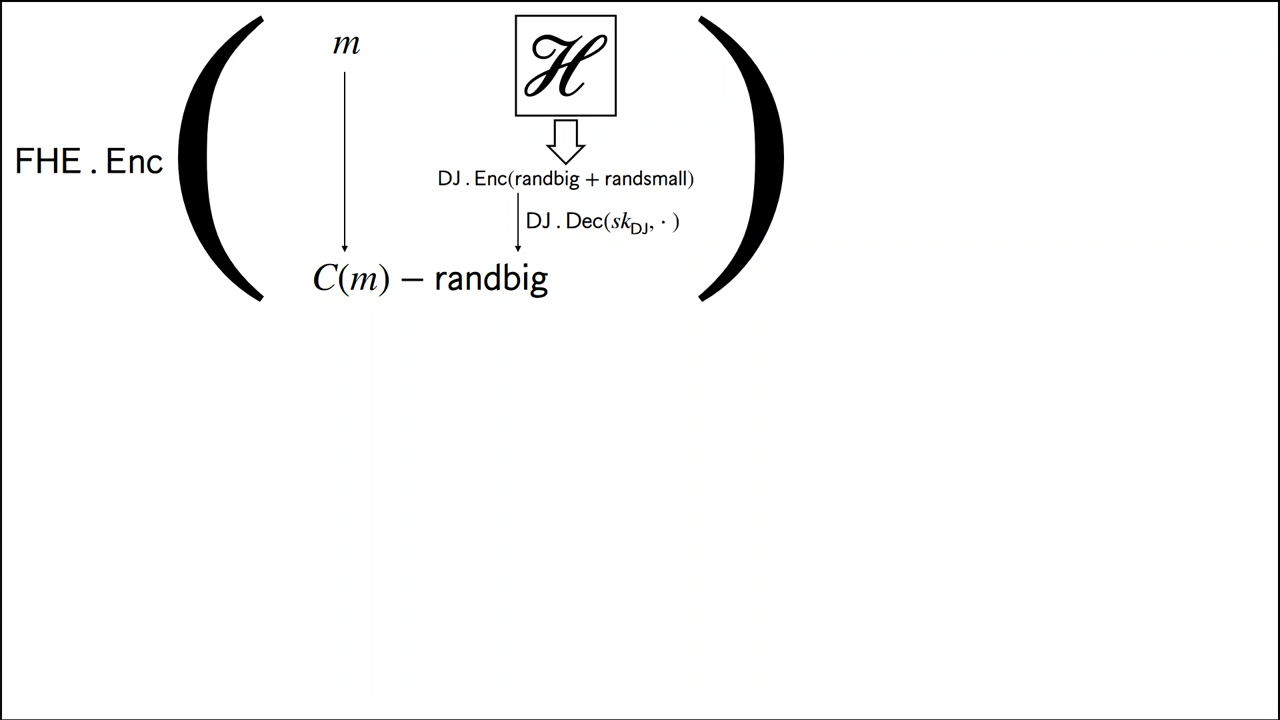 m
ℋ
FHE . Enc
DJ . Enc(randbig + randsmall)
DJ . Dec(sk_DJ, · )
C(m) − randbig